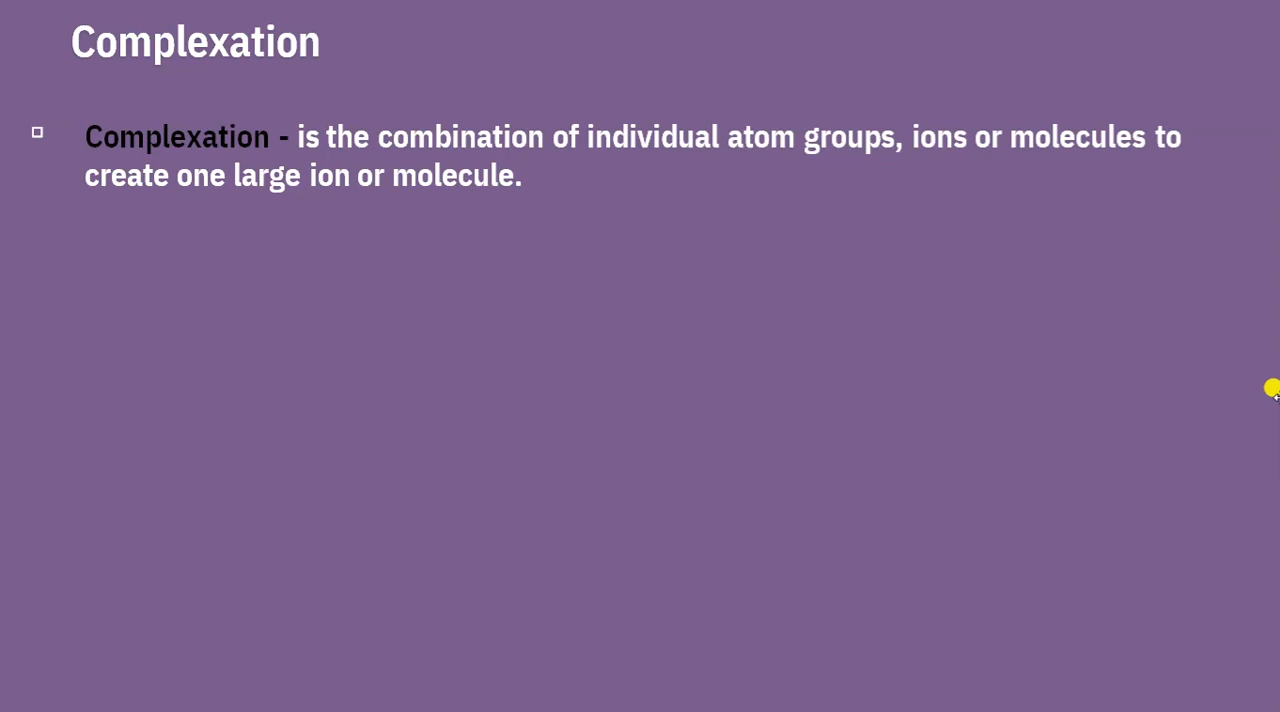 Complexation
Complexation - is the combination of individual atom groups, ions or molecules to
create one large ion or molecule.